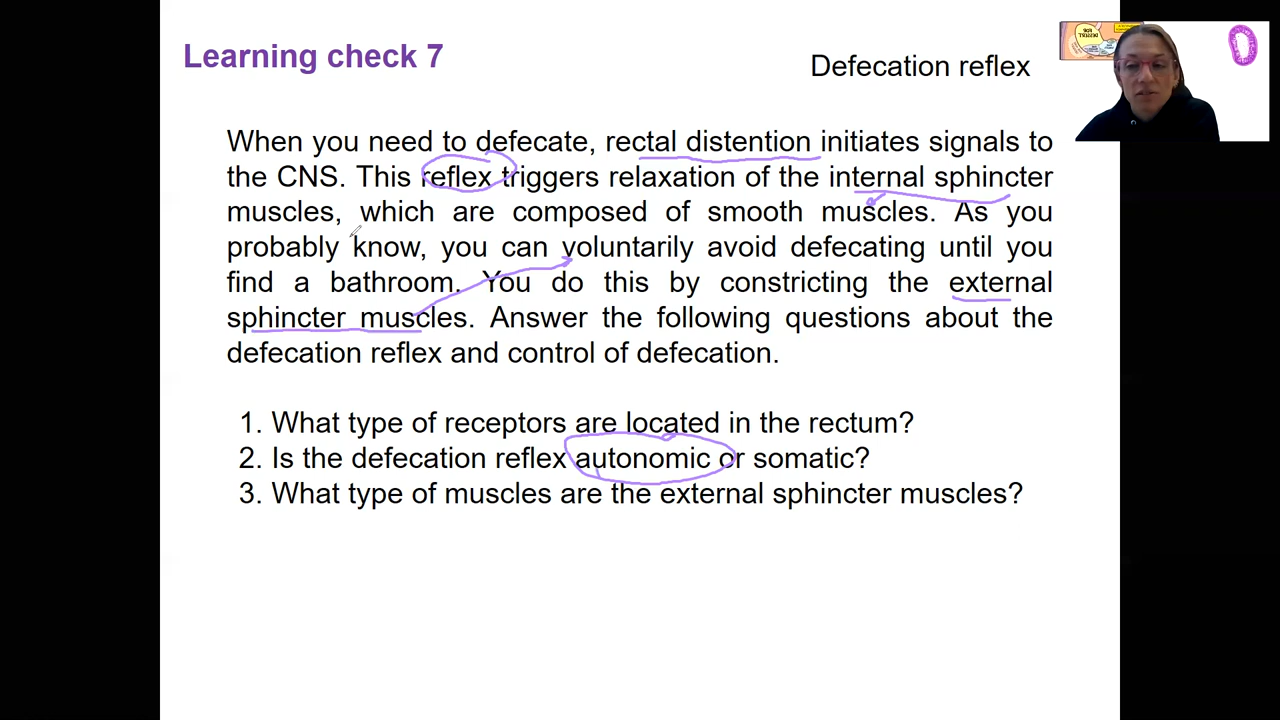 Learning check 7
Defecation reflex
When you need to defecate, rectal distention initiates signals to
the CNS. This reflex triggers relaxation of the internal sphincter
muscles, which are composed of smooth muscles. As you
probably know, you can voluntarily avoid defecating until you
find a bathroom. You do this by constricting the external
sphincter muscles. Answer the following questions about the
defecation reflex and control of defecation.
1. What type of receptors are located in the rectum?
2. Is the defecation reflex autonomic or somatic?
3. What type of muscles are the external sphincter muscles?